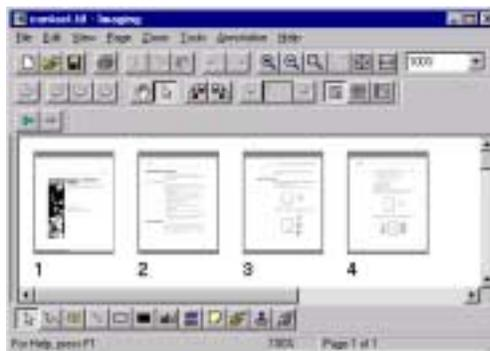 contact.tif - Imaging
File Edit View Page Zoom Tools Annotation Help
100%
1 2 3 4
For Help, press F1 100% Page 1 of 1